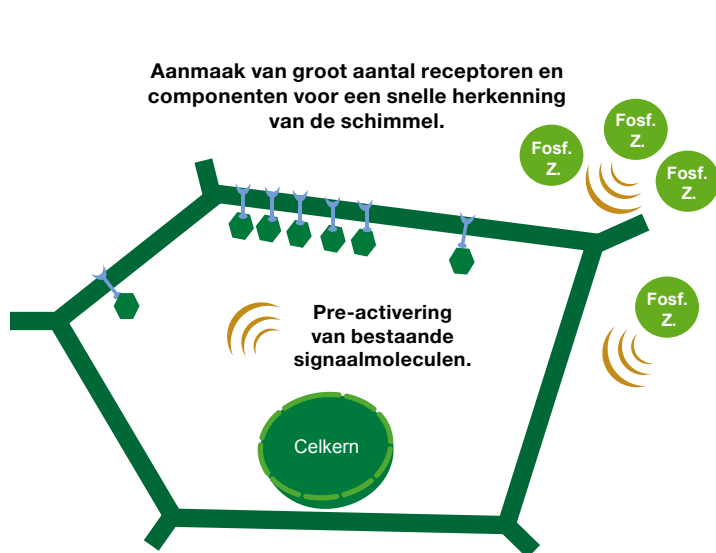 Aanmaak van groot aantal receptoren en
componenten voor een snelle herkenning
van de schimmel.
Fosf.
Z.
Fosf.
Z.
Fosf.
Z.
Fosf.
Z.
Pre-activering
van bestaande
signaalmoleculen.
Celkern